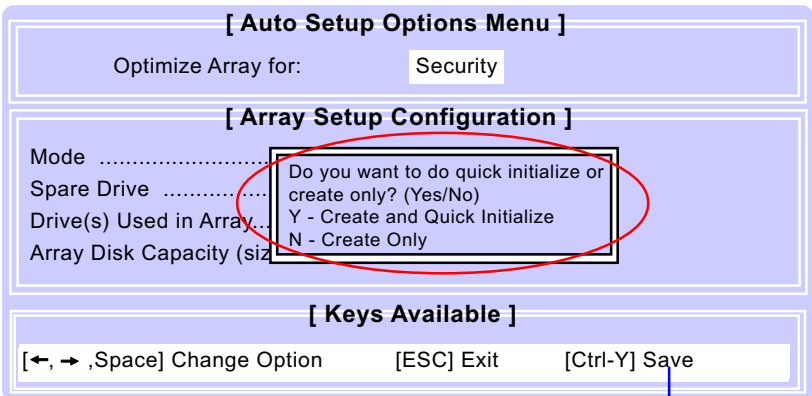 [ Auto Setup Options Menu ]
Optimize Array for: Security
[ Array Setup Configuration ]
Mode ..........................
Spare Drive ................
Drive(s) Used in Array...
Array Disk Capacity (siz
Do you want to do quick initialize or
create only? (Yes/No)
Y - Create and Quick Initialize
N - Create Only
[ Keys Available ]
[←, → ,Space] Change Option [ESC] Exit [Ctrl-Y] Save